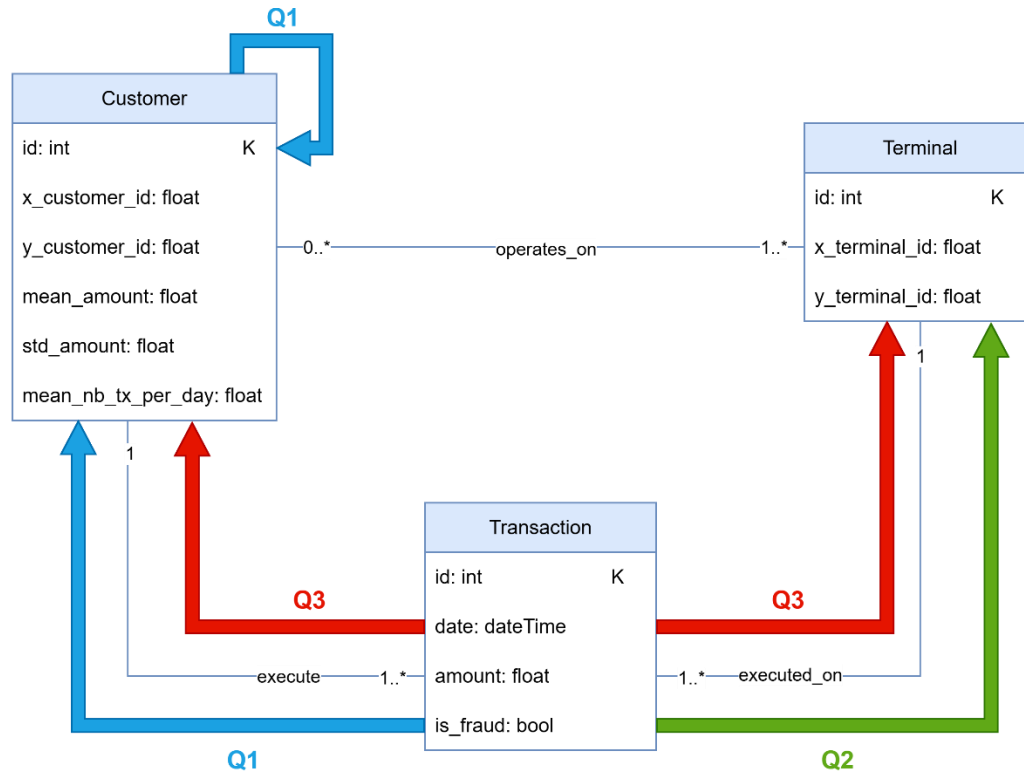 Q1
Customer
id: int K
x_customer_id: float
y_customer_id: float
mean_amount: float
std_amount: float
mean_nb_tx_per_day: float
Terminal
id: int K
x_terminal_id: float
y_terminal_id: float
0..* operates_on 1..*
1
1
Transaction
id: int K
date: dateTime
amount: float
is_fraud: bool
Q3
Q3
execute 1..*
1..* executed_on
Q1
Q2